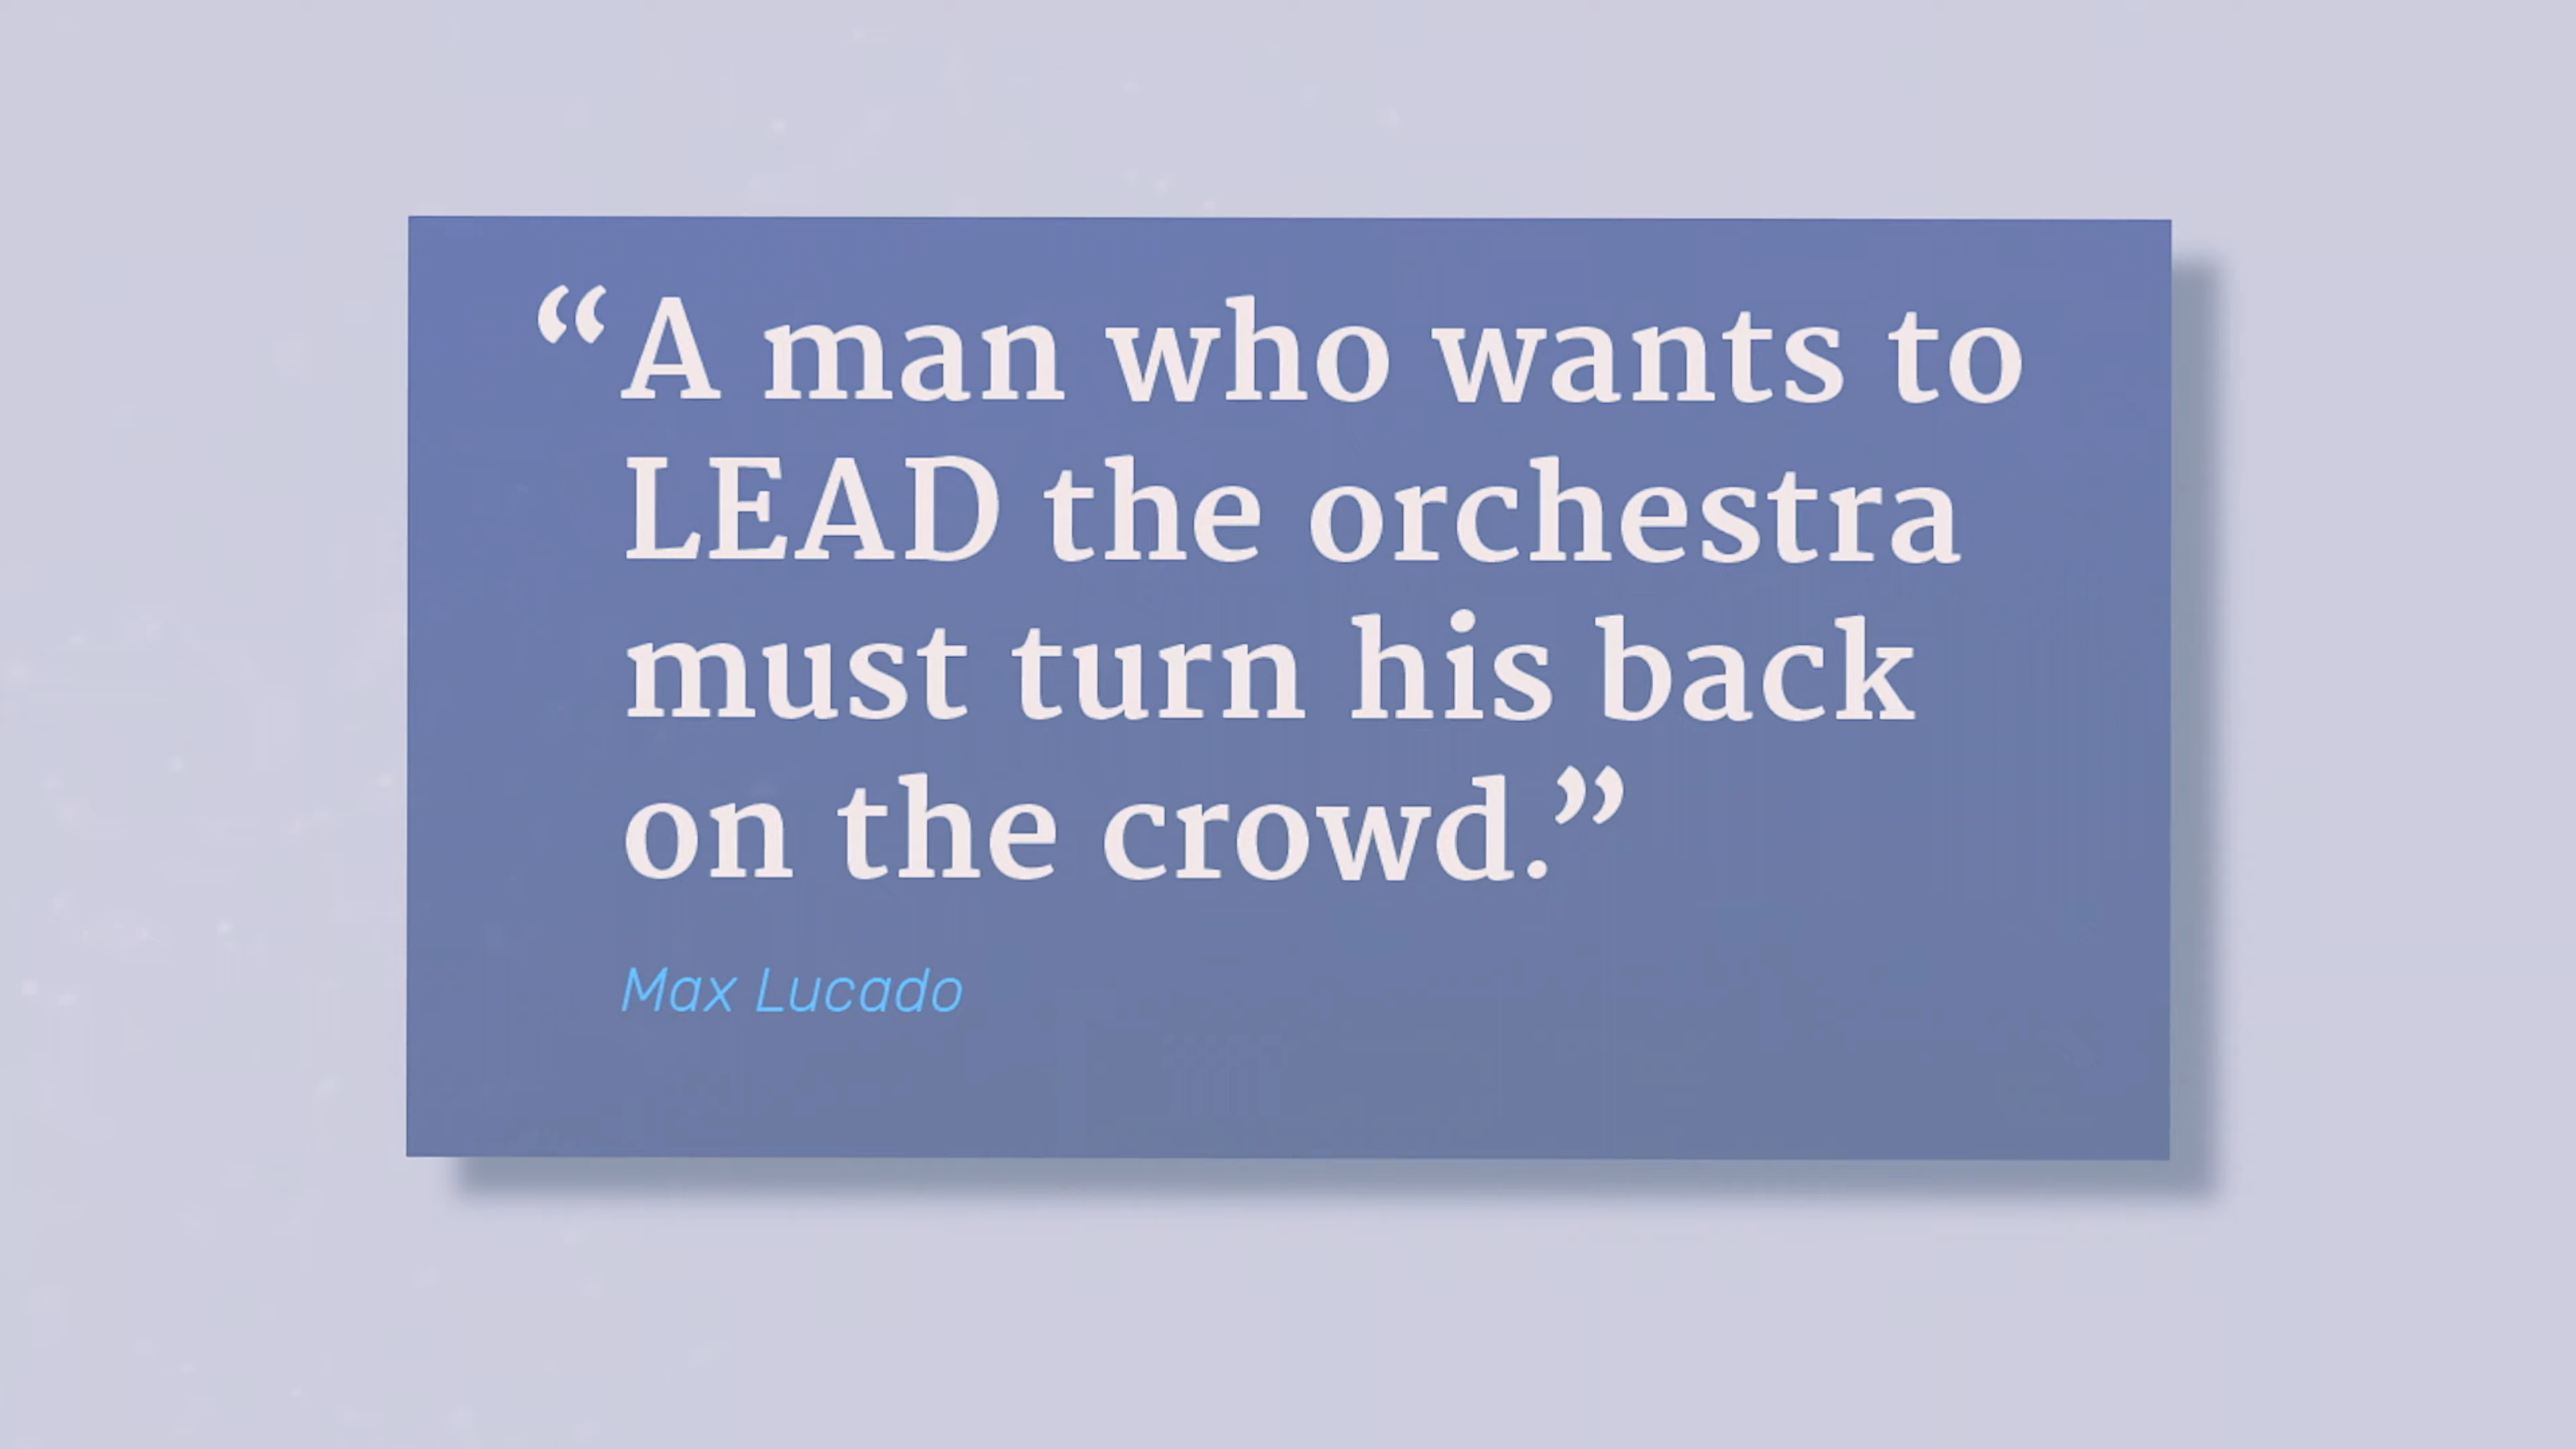 “A man who wants to
LEAD the orchestra
must turn his back
on the crowd.”
Max Lucado